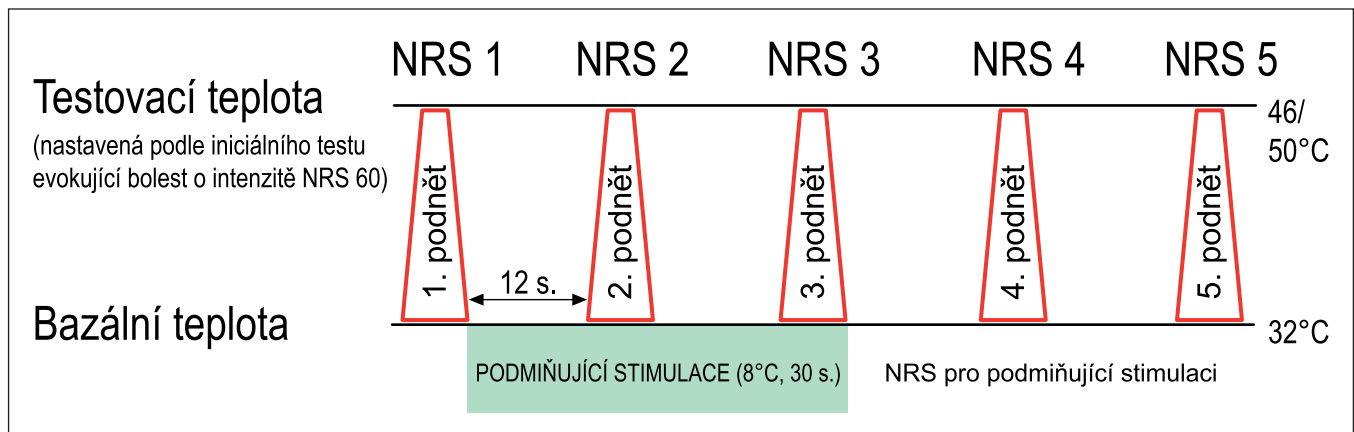 NRS 1 NRS 2 NRS 3 NRS 4 NRS 5
Testovací teplota
(nastavená podle iniciálního testu
evokující bolest o intenzitě NRS 60)
46/
50°C
1. podnět
2. podnět
3. podnět
4. podnět
5. podnět
12 s.
Bazální teplota
32°C
PODMIŇUJÍCÍ STIMULACE (8°C, 30 s.)
NRS pro podmiňující stimulaci